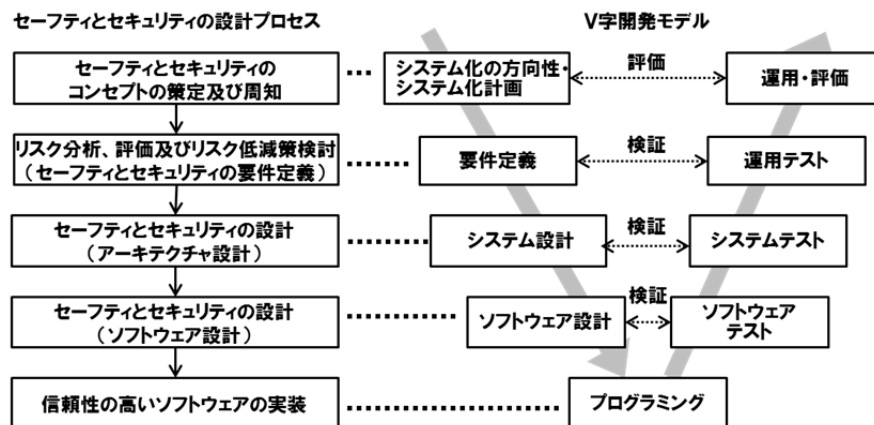 セーフティとセキュリティの設計プロセス
V字開発モデル
セーフティとセキュリティの
コンセプトの策定及び周知
システム化の方向性・
システム化計画
評価
運用・評価
リスク分析、評価及びリスク低減策検討
（セーフティとセキュリティの要件定義）
要件定義
検証
運用テスト
セーフティとセキュリティの設計
（アーキテクチャ設計）
システム設計
検証
システムテスト
セーフティとセキュリティの設計
（ソフトウェア設計）
ソフトウェア設計
検証
ソフトウェア
テスト
信頼性の高いソフトウェアの実装
プログラミング